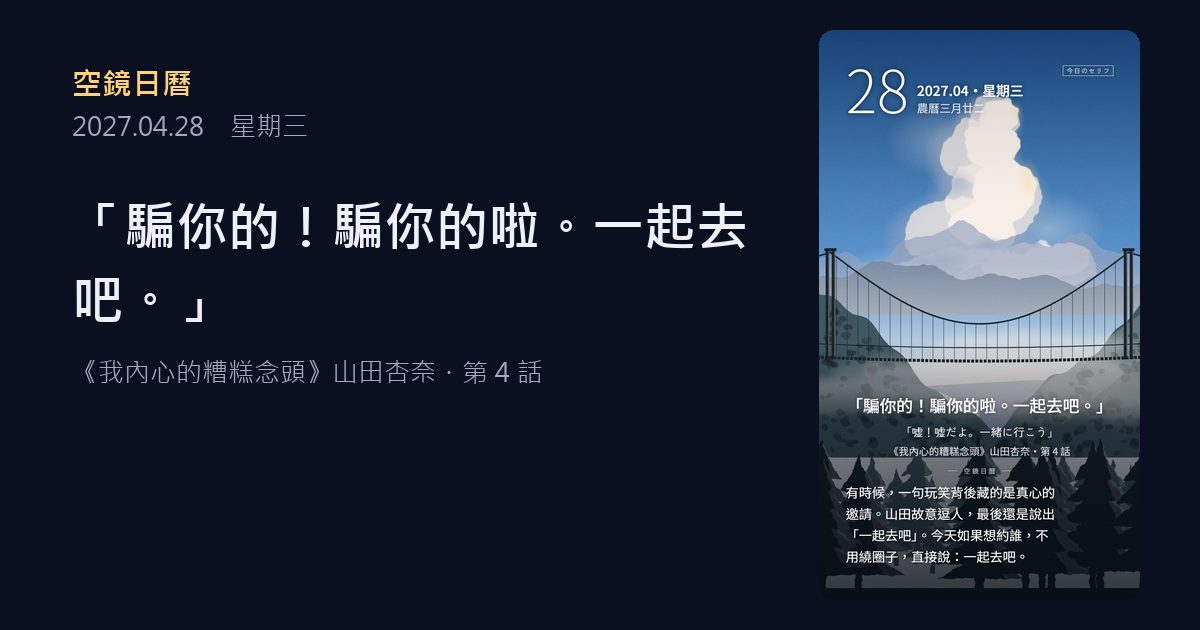 空鏡日曆
2027.04.28 星期三
「騙你的！騙你的啦。一起去
吧。」
《我內心的糟糕念頭》山田杏奈・第 4 話
28
2027.04・星期三
農曆三月廿二
今日のセリフ
「騙你的！騙你的啦。一起去吧。」
「嘘！嘘だよ。一緒に行こう」
《我內心的糟糕念頭》山田杏奈・第 4 話
— 空鏡日曆 —
有時候，一句玩笑背後藏的是真心的
邀請。山田故意逗人，最後還是說出
「一起去吧」。今天如果想約誰，不
用繞圈子，直接說：一起去吧。